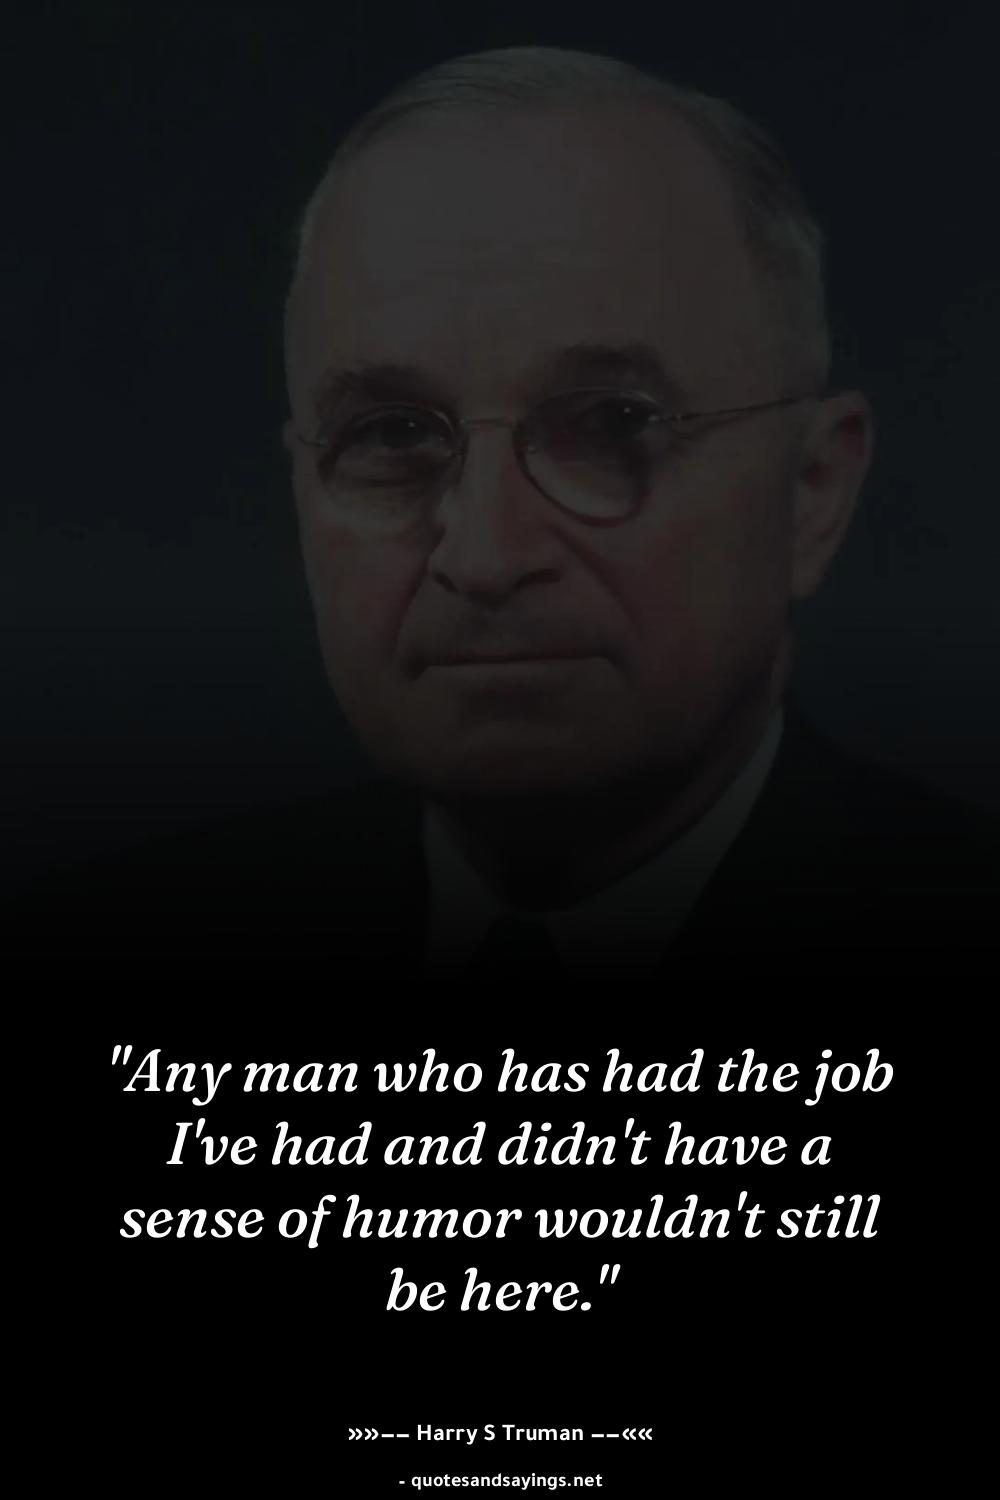 "Any man who has had the job
I've had and didn't have a
sense of humor wouldn't still
be here."
»»−− Harry S Truman −−««
- quotesandsayings.net